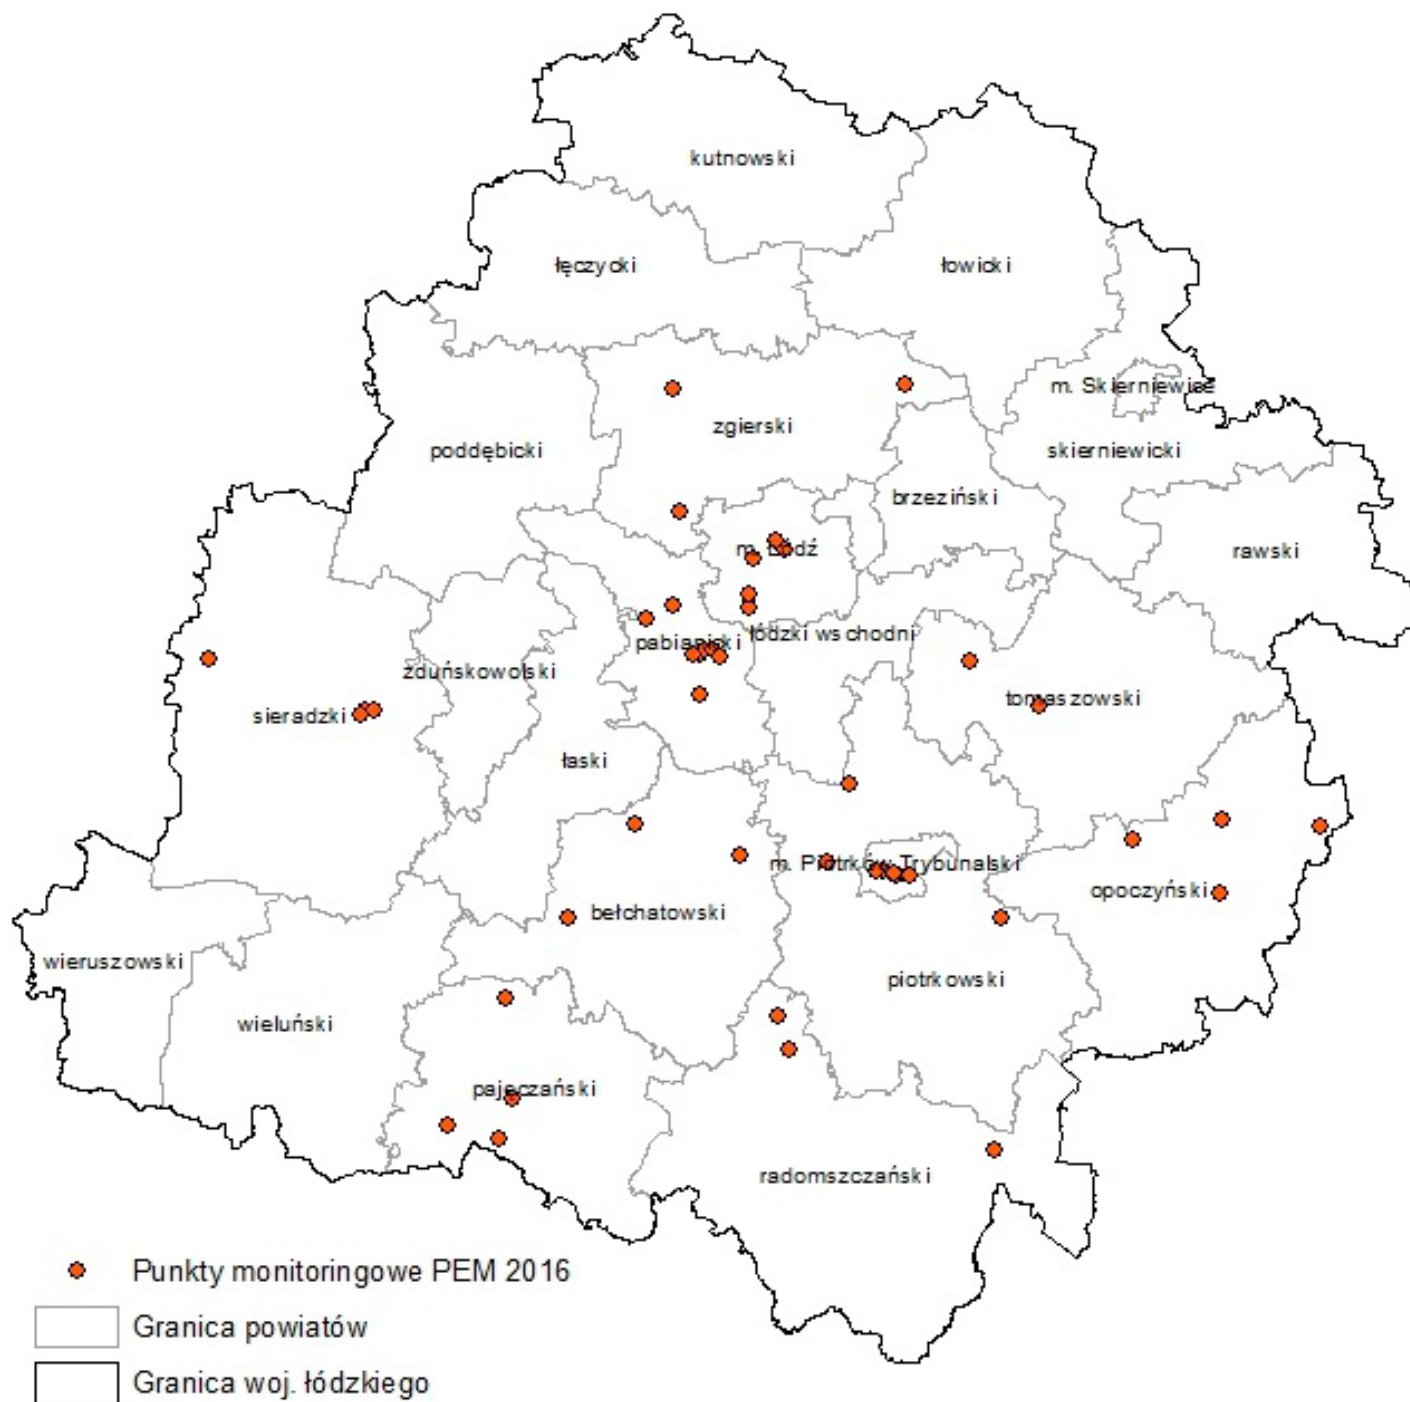 kutnowski
łęczycki
łowicki
m. Skierniewice
zgierski
poddębicki
skierniewicki
brzeziński
m. Łódź
rawski
łódzki wschodni
pabianicki
zduńskowolski
tomaszowski
sieradzki
łaski
m. Piotrków Trybunalski
opoczyński
bełchatowski
wieruszowski
piotrkowski
wieluński
pajęczański
radomszczański
Punkty monitoringowe PEM 2016
Granica powiatów
Granica woj. łódzkiego